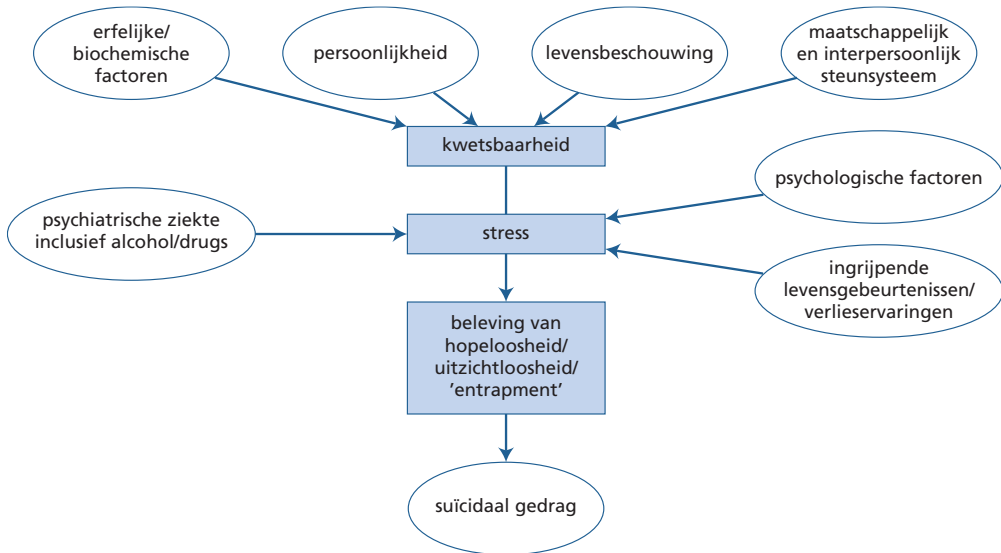 erfelijke/
biochemische
factoren
persoonlijkheid
levensbeschouwing
maatschappelijk
en interpersoonlijk
steunsysteem
kwetsbaarheid
psychologische factoren
psychiatrische ziekte
inclusief alcohol/drugs
stress
ingrijpende
levensgebeurtenissen/
verlieservaringen
beleving van
hopeloosheid/
uitzichtloosheid/
’entrapment’
suïcidaal gedrag